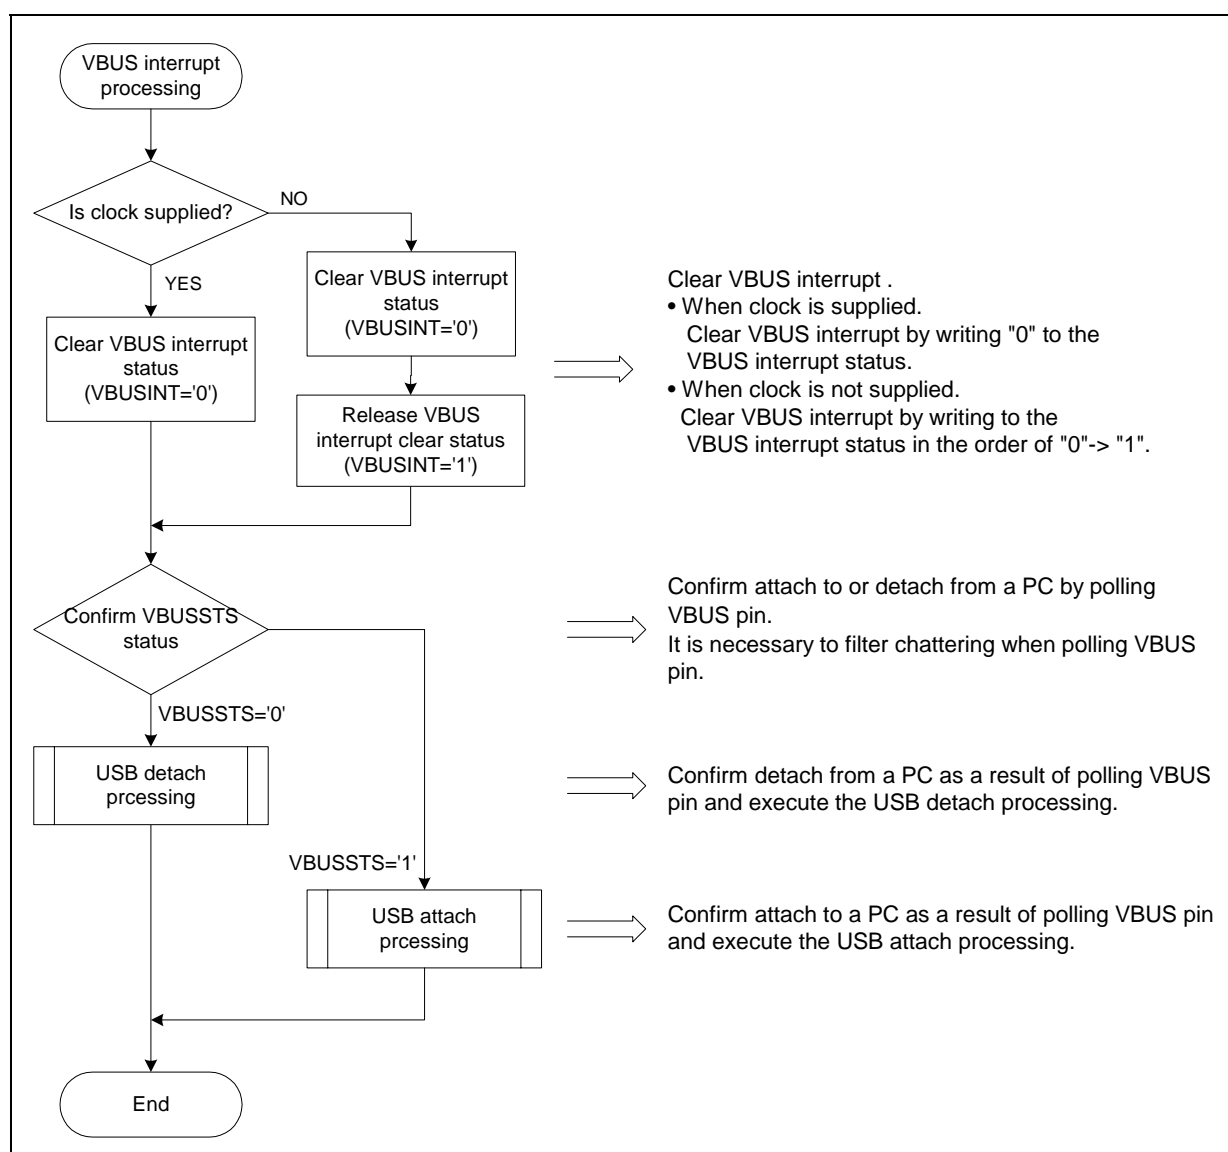 VBUS interrupt
processing
Is clock supplied?
NO
YES
Clear VBUS interrupt
status
(VBUSINT='0')
Clear VBUS interrupt
status
(VBUSINT='0')
Release VBUS
interrupt clear status
(VBUSINT='1')
Clear VBUS interrupt .
• When clock is supplied.
Clear VBUS interrupt by writing "0" to the
VBUS interrupt status.
• When clock is not supplied.
Clear VBUS interrupt by writing to the
VBUS interrupt status in the order of "0"-> "1".
Confirm VBUSSTS
status
Confirm attach to or detach from a PC by polling
VBUS pin.
It is necessary to filter chattering when polling VBUS
pin.
VBUSSTS='0'
USB detach
prcessing
Confirm detach from a PC as a result of polling VBUS
pin and execute the USB detach processing.
VBUSSTS='1'
USB attach
prcessing
Confirm attach to a PC as a result of polling VBUS pin
and execute the USB attach processing.
End